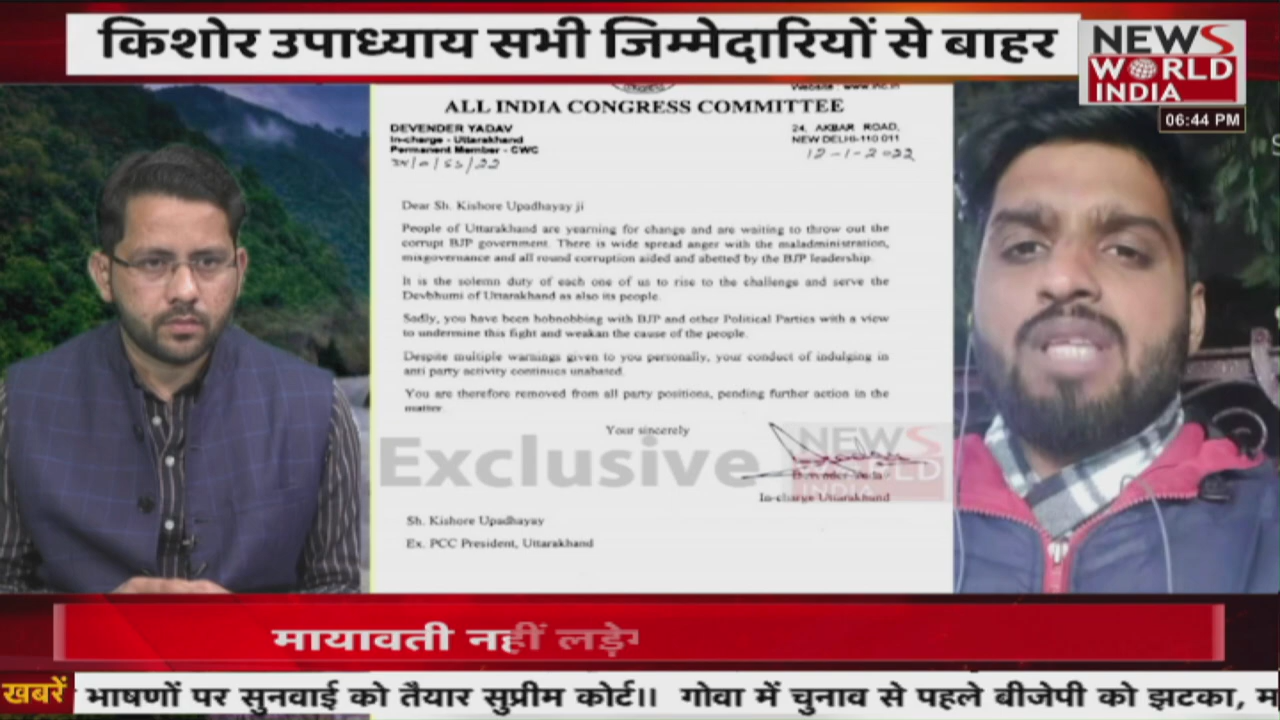 किशोर उपाध्याय सभी जिम्मेदारियों से बाहर
NEWS
WORLD
INDIA
06:44 PM
ALL INDIA CONGRESS COMMITTEE
DEVENDER YADAV
In-charge - Uttarakhand
Permanent Member - CWC
24, AKBAR ROAD,
NEW DELHI-110 011
12-1-2022
Dear Sh. Kishore Upadhayay ji
People of Uttarakhand are yearning for change and are waiting to throw out the
corrupt BJP government. There is wide spread anger with the maladministration,
misgovernance and all round corruption aided and abetted by the BJP leadership.
It is the solemn duty of each one of us to rise to the challenge and serve the
Devbhumi of Uttarakhand as also its people.
Sadly, you have been hobnobbing with BJP and other Political Parties with a view
to undermine this fight and weakan the cause of the people.
Despite multiple warnings given to you personally, your conduct of indulging in
anti party activity continues unabated.
You are therefore removed from all party positions, pending further action in the
matter.
Your sincerely
Exclusive
NEWS
WORLD
INDIA
In-charge Uttarakhand
Sh. Kishore Upadhayay
Ex. PCC President, Uttarakhand
मायावती नहीं
खबरें भाषणों पर सुनवाई को तैयार सुप्रीम कोर्ट।। गोवा में चुनाव से पहले बीजेपी को झटका,